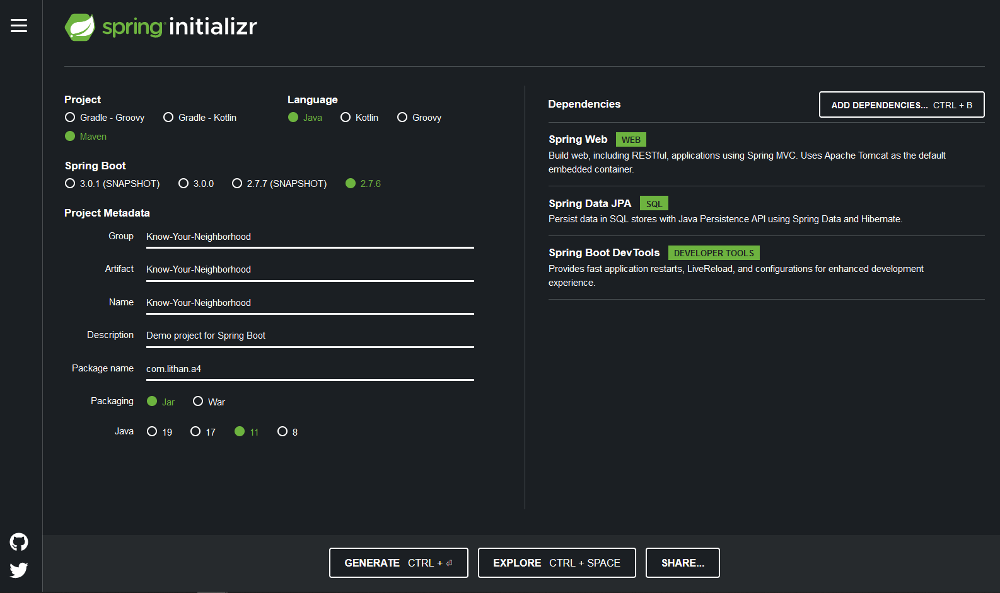 spring initializr
Project
Gradle - Groovy
Gradle - Kotlin
Maven
Language
Java
Kotlin
Groovy
Spring Boot
3.0.1 (SNAPSHOT)
3.0.0
2.7.7 (SNAPSHOT)
2.7.6
Project Metadata
Group
Know-Your-Neighborhood
Artifact
Know-Your-Neighborhood
Name
Know-Your-Neighborhood
Description
Demo project for Spring Boot
Package name
com.lithan.a4
Packaging
Jar
War
Java
19
17
11
8
Dependencies
ADD DEPENDENCIES... CTRL + B
Spring Web WEB
Build web, including RESTful, applications using Spring MVC. Uses Apache Tomcat as the default
embedded container.
Spring Data JPA SQL
Persist data in SQL stores with Java Persistence API using Spring Data and Hibernate.
Spring Boot DevTools DEVELOPER TOOLS
Provides fast application restarts, LiveReload, and configurations for enhanced development
experience.
GENERATE CTRL + ⏎
EXPLORE CTRL + SPACE
SHARE...